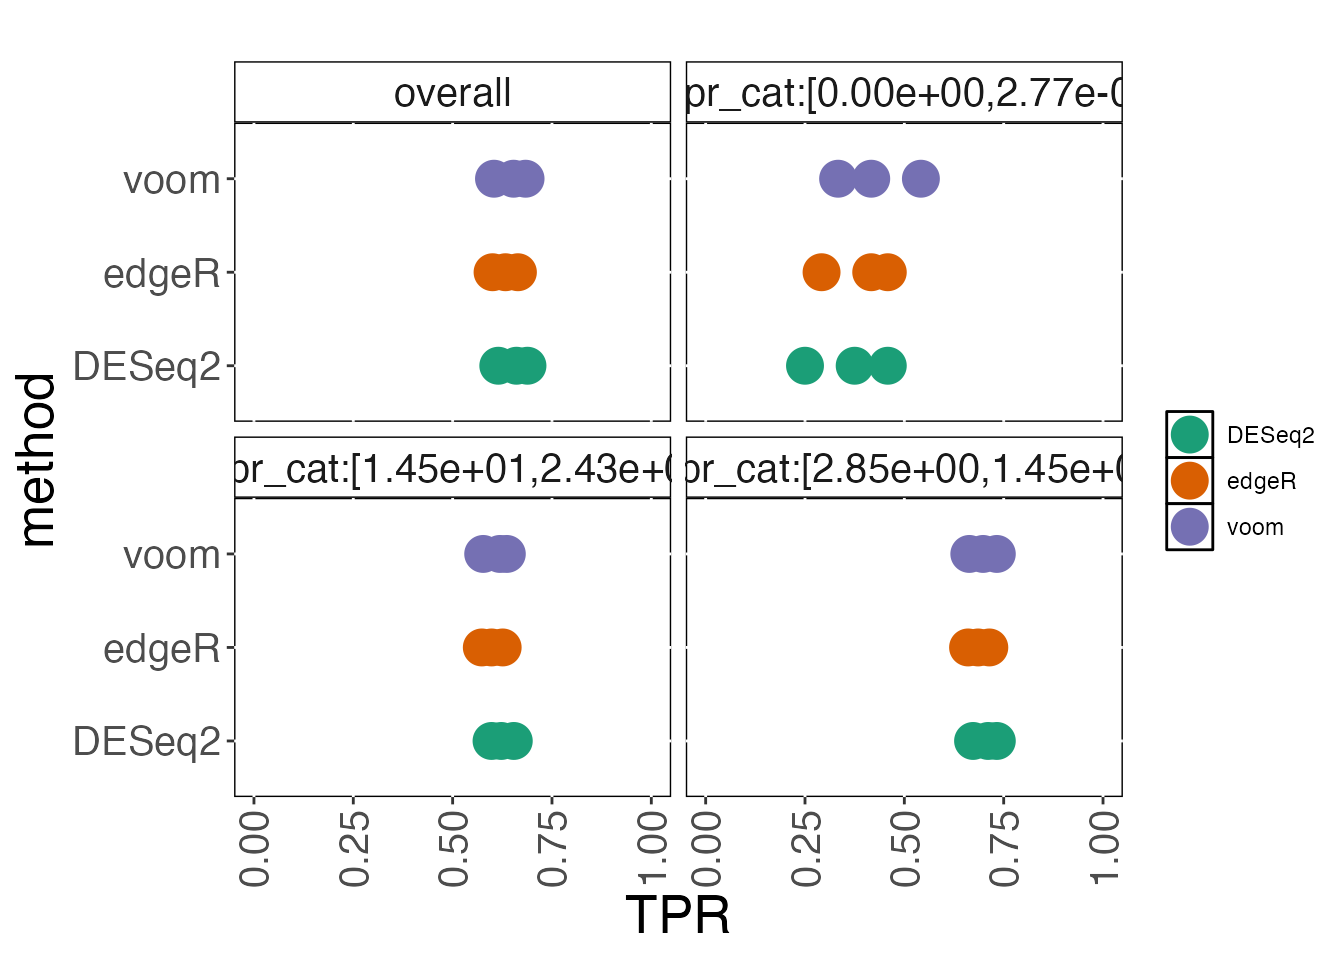 overall
pr_cat:[0.00e+00,2.77e-0
voom
edgeR
DESeq2
pr_cat:[1.45e+01,2.43e+0
pr_cat:[2.85e+00,1.45e+0
voom
edgeR
DESeq2
method
0.00 0.25 0.50 0.75 1.00
0.00 0.25 0.50 0.75 1.00
TPR
DESeq2
edgeR
voom